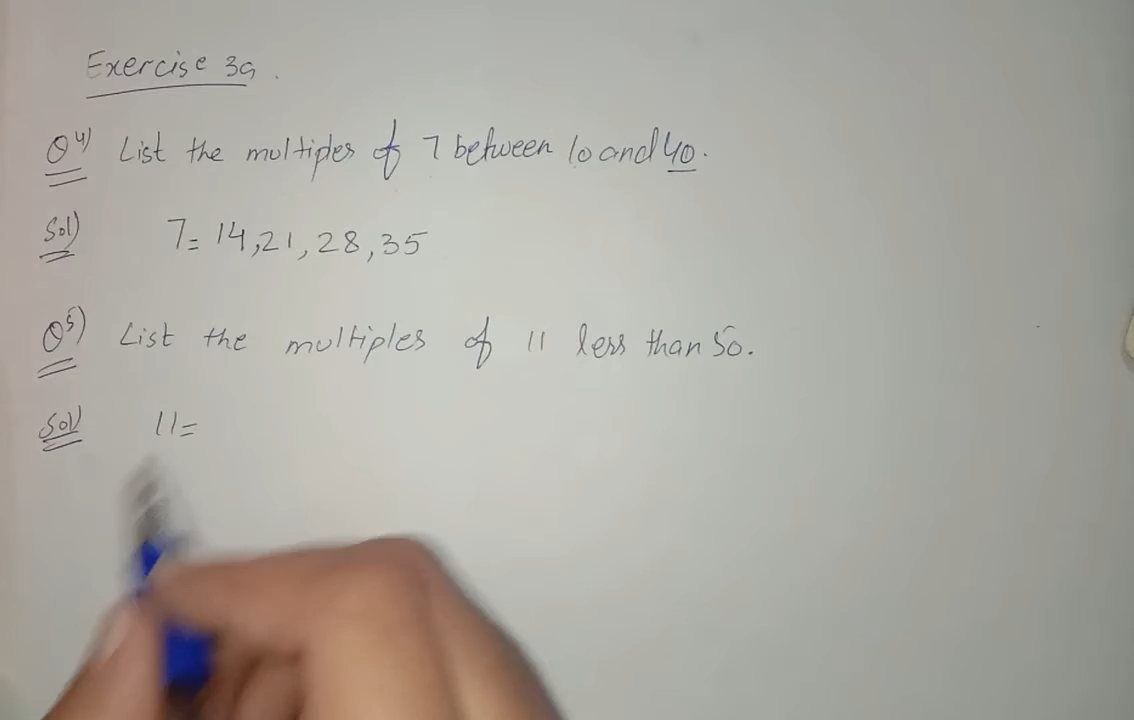 Exercise 3a.
Q4) List the multiples of 7 between 10 and 40.
Sol) 7= 14,21,28,35
Q5) List the multiples of 11 less than 50.
Sol) 11=